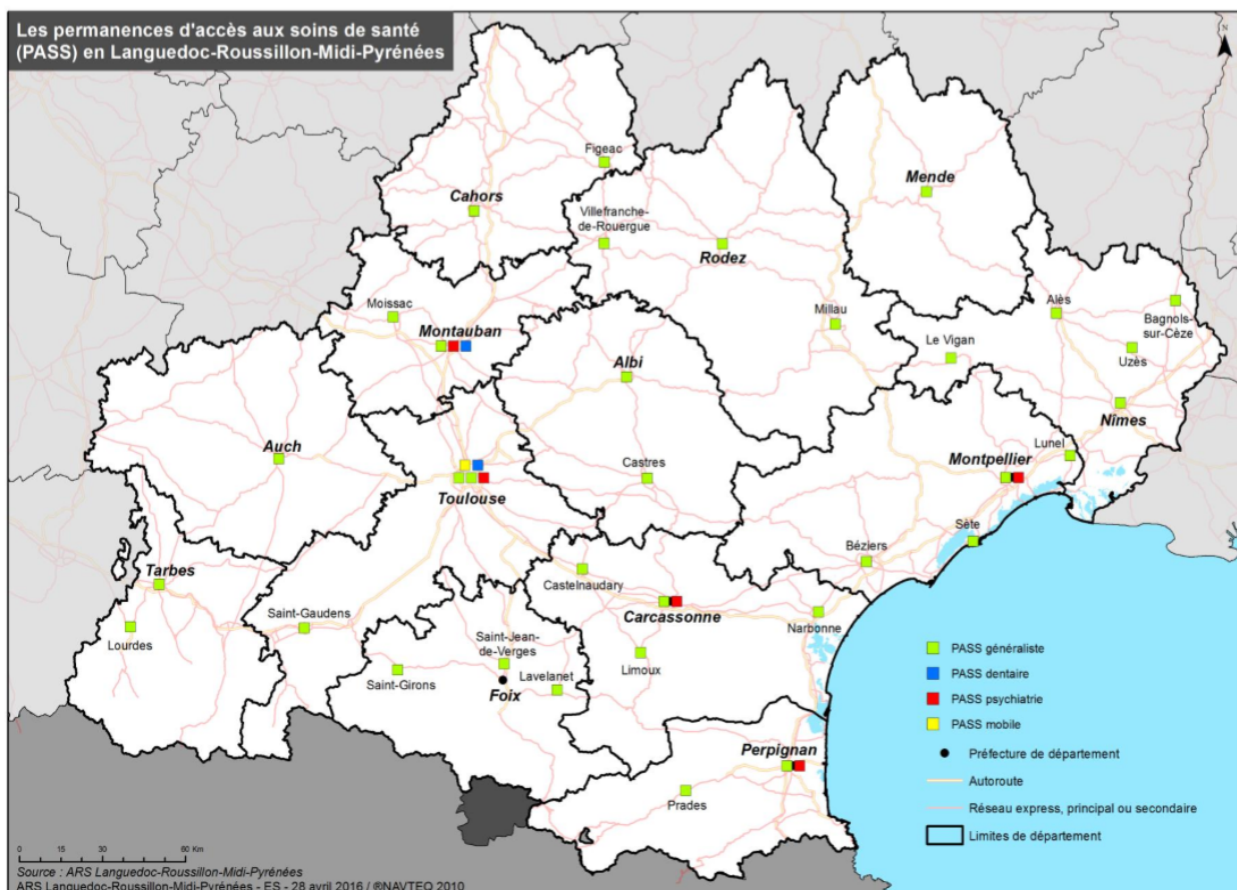 Les permanences d'accès aux soins de santé
(PASS) en Languedoc-Roussillon-Midi-Pyrénées
N
Figeac
Cahors
Mende
Villefranche-
de-Rouergue
Rodez
Moissac
Montauban
Millau
Alès
Bagnols-
sur-Cèze
Le Vigan
Uzès
Albi
Nîmes
Auch
Castres
Lunel
Montpellier
Toulouse
Sète
Béziers
Tarbes
Castelnaudary
Carcassonne
Narbonne
Saint-Gaudens
Lourdes
Saint-Jean-
de-Verges
Limoux
Saint-Girons
Lavelanet
Foix
Perpignan
Prades
PASS généraliste
PASS dentaire
PASS psychiatrie
PASS mobile
Préfecture de département
Autoroute
Réseau express, principal ou secondaire
Limites de département
0 30 60 Km
Source : ARS Languedoc-Roussillon-Midi-Pyrénées
ARS Languedoc-Roussillon-Midi-Pyrénées - ES - 28 avril 2016 / ®NAVTEQ 2010